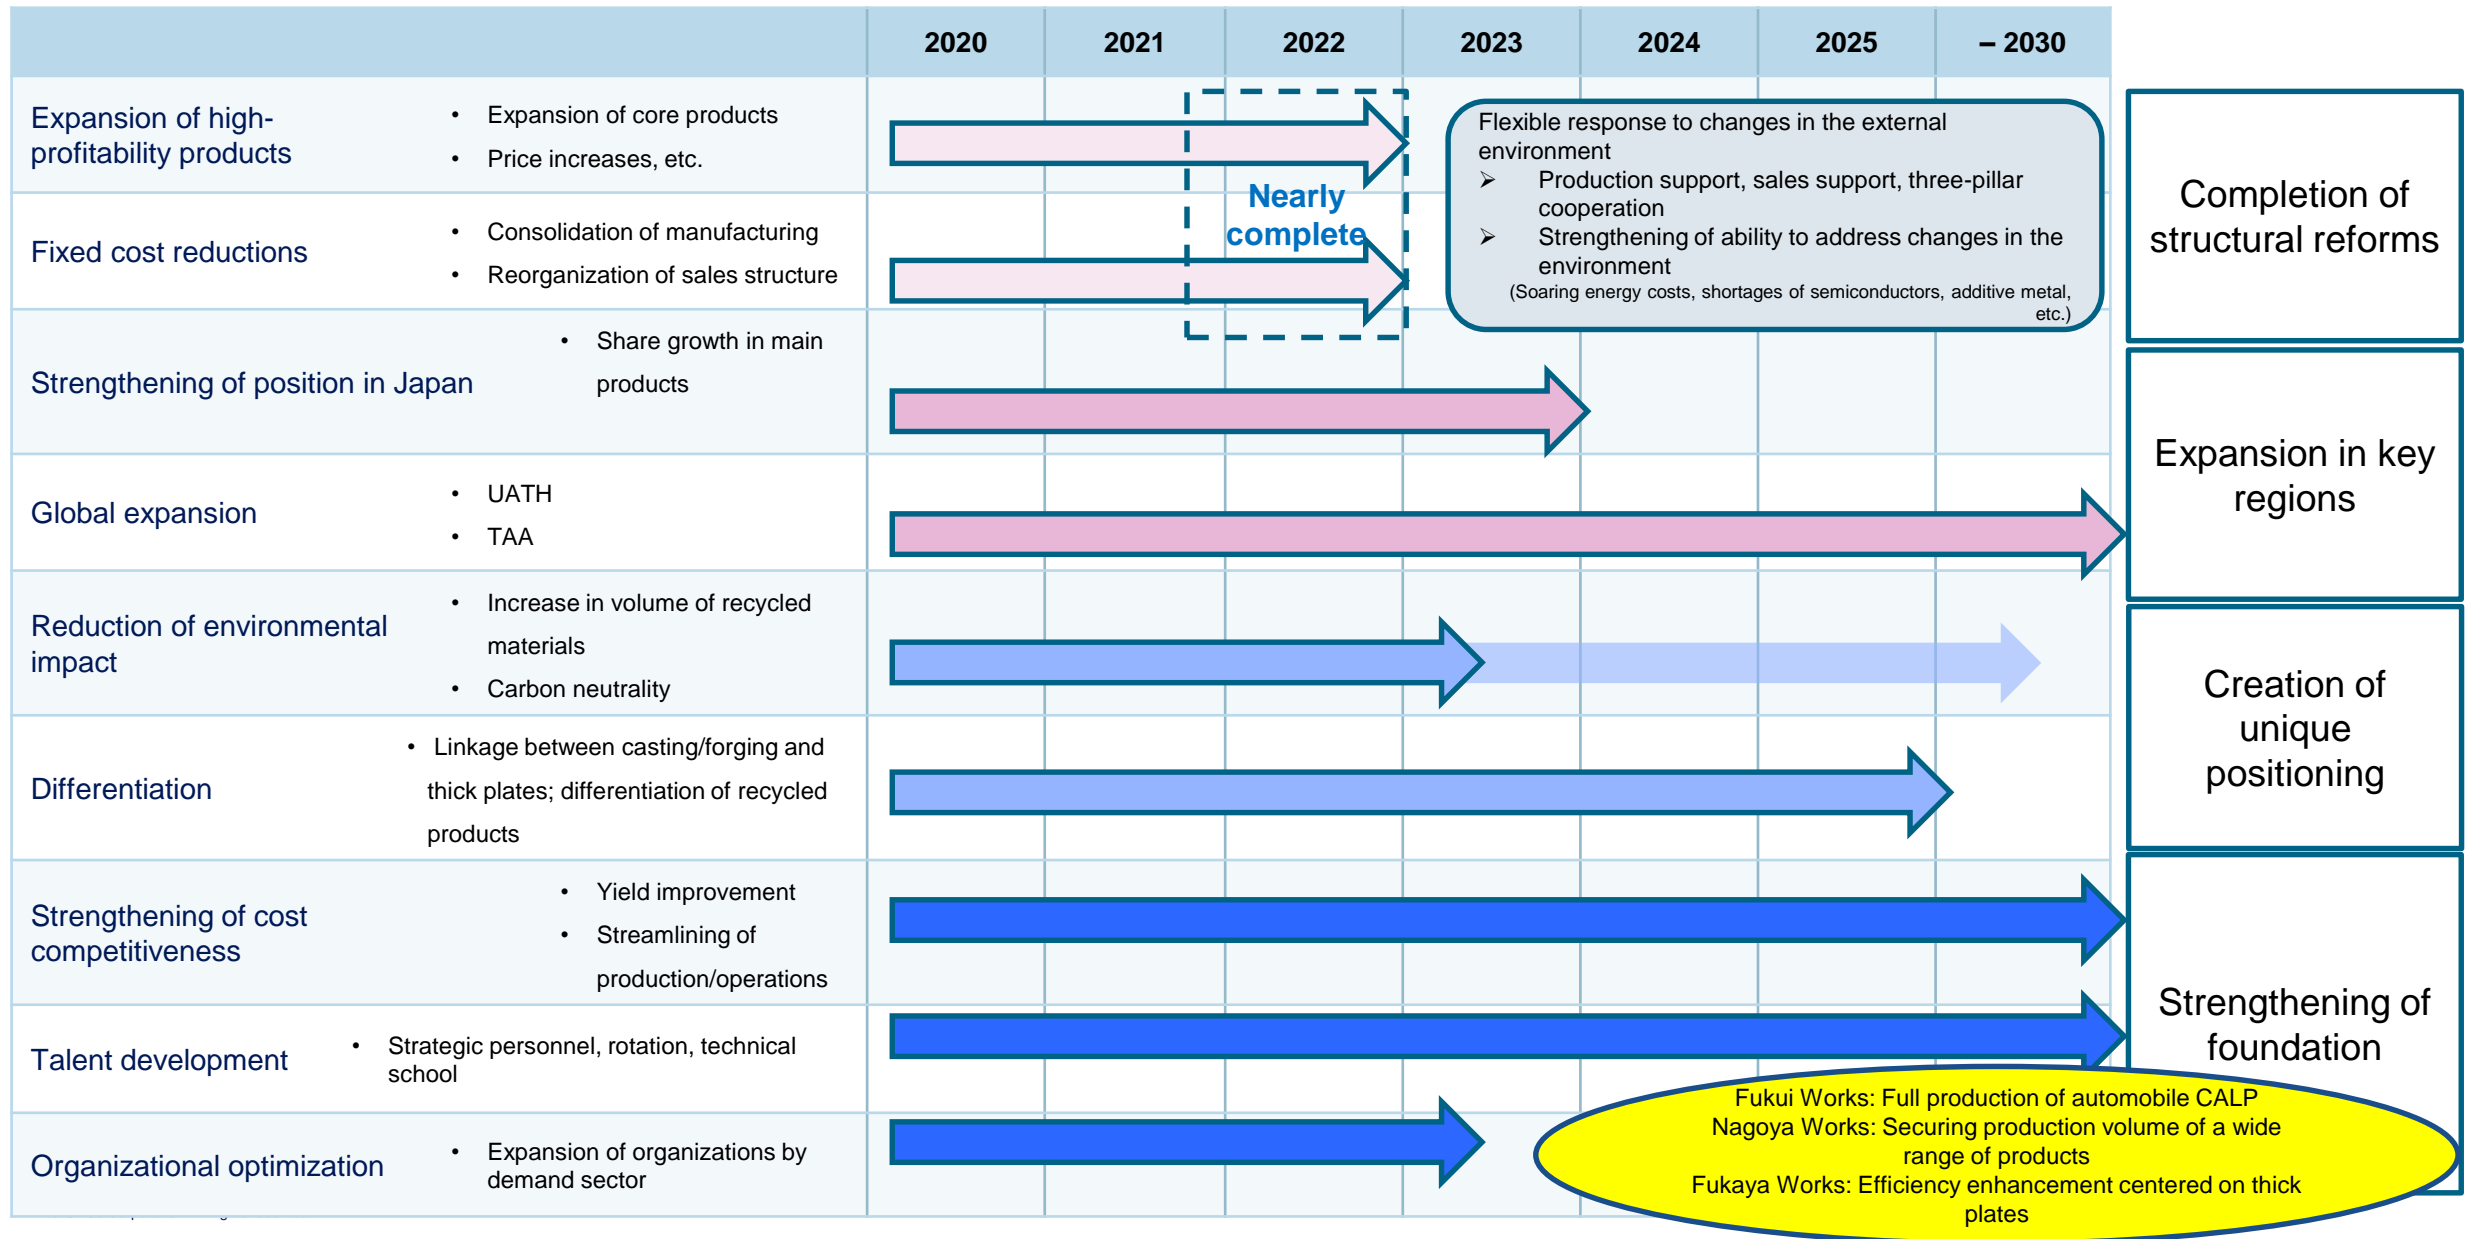 2020 2021 2022 2023 2024 2025 – 2030
Expansion of high-
profitability products
• Expansion of core products
• Price increases, etc.
Fixed cost reductions
• Consolidation of manufacturing
• Reorganization of sales structure
Nearly
complete
Flexible response to changes in the external
environment
➢ Production support, sales support, three-pillar
cooperation
➢ Strengthening of ability to address changes in the
environment
(Soaring energy costs, shortages of semiconductors, additive metal,
etc.)
Completion of
structural reforms
Strengthening of position in Japan
• Share growth in main
products
Global expansion
• UATH
• TAA
Expansion in key
regions
Reduction of environmental
impact
• Increase in volume of recycled
materials
• Carbon neutrality
Differentiation
• Linkage between casting/forging and
thick plates; differentiation of recycled
products
Creation of
unique
positioning
Strengthening of cost
competitiveness
• Yield improvement
• Streamlining of
production/operations
Talent development
• Strategic personnel, rotation, technical
school
Organizational optimization
• Expansion of organizations by
demand sector
Strengthening of
foundation
Fukui Works: Full production of automobile CALP
Nagoya Works: Securing production volume of a wide
range of products
Fukaya Works: Efficiency enhancement centered on thick
plates